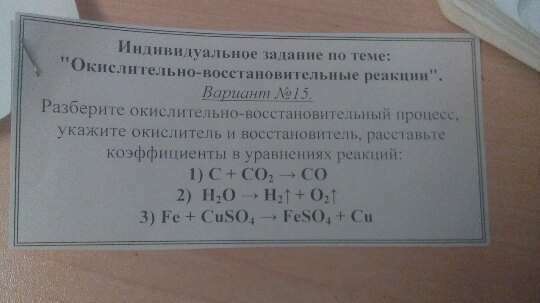 Индивидуальное задание по теме:
"Окислительно-восстановительные реакции".
Вариант №15.
Разберите окислительно-восстановительный процесс,
укажите окислитель и восстановитель, расставьте
коэффициенты в уравнениях реакций:
1) C + CO₂ → CO
2) H₂O → H₂↑ + O₂↑
3) Fe + CuSO₄ → FeSO₄ + Cu